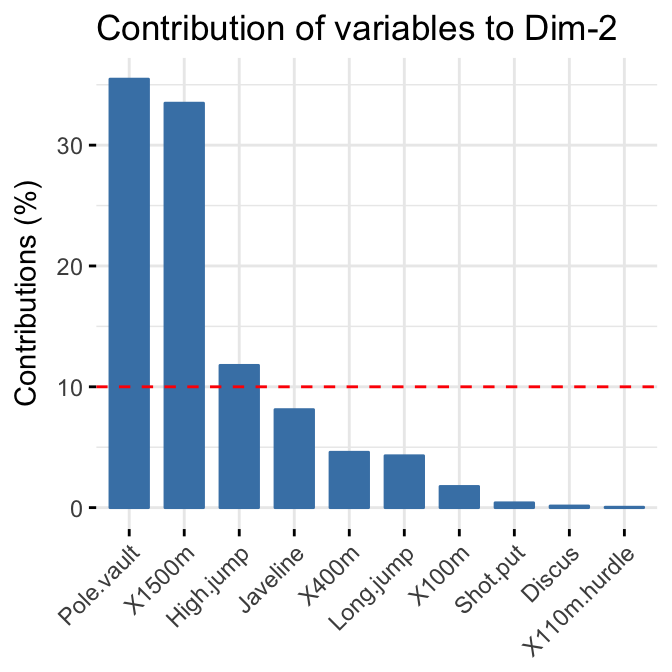 Contribution of variables to Dim-2
Contributions (%)
30
20
10
0
Pole.vault
X1500m
High.jump
Javeline
X400m
Long.jump
X100m
Shot.put
Discus
X110m.hurdle